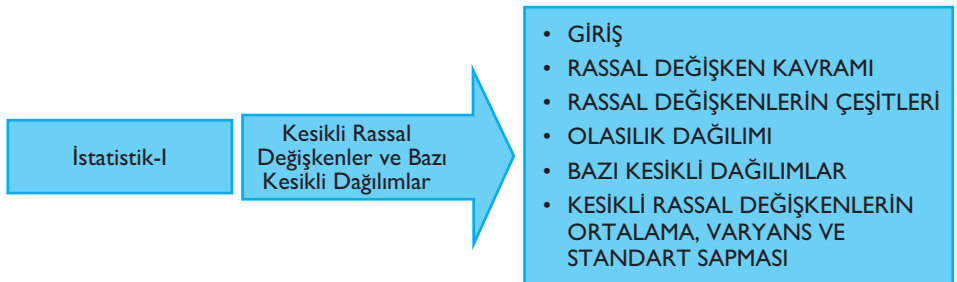 İstatistik-I
Kesikli Rassal
Değişkenler ve Bazı
Kesikli Dağılımlar
• GİRİŞ
• RASSAL DEĞİŞKEN KAVRAMI
• RASSAL DEĞİŞKENLERİN ÇEŞİTLERİ
• OLASILIK DAĞILIMI
• BAZI KESİKLİ DAĞILIMLAR
• KESİKLİ RASSAL DEĞİŞKENLERİN
ORTALAMA, VARYANS VE
STANDART SAPMASI